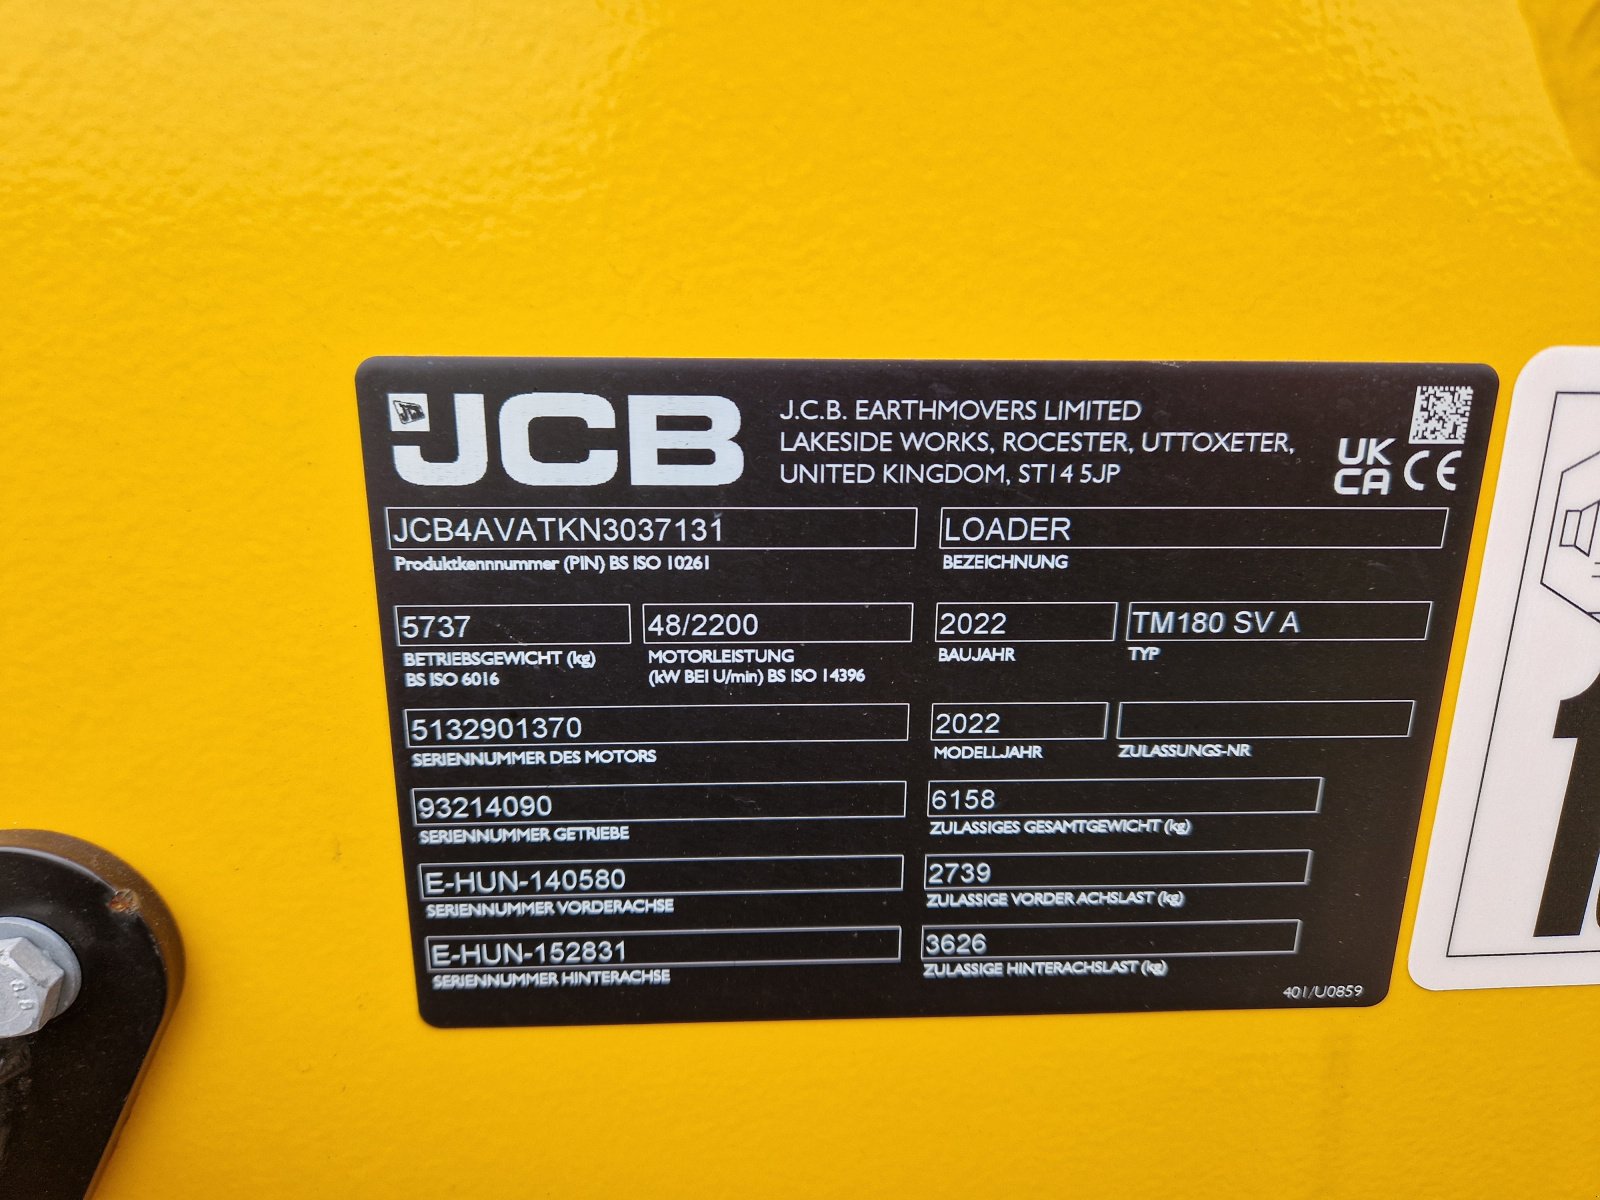 JCB
J.C.B. EARTHMOVERS LIMITED
LAKESIDE WORKS, ROCESTER, UTTOXETER,
UNITED KINGDOM, ST14 5JP
UK
CA CE
JCB4AVATKN3037131
Produktkennnummer (PIN) BS ISO 10261
LOADER
BEZEICHNUNG
5737
BETRIEBSGEWICHT (kg)
BS ISO 6016
48/2200
MOTORLEISTUNG
(kW BEI U/min) BS ISO 14396
2022
BAUJAHR
TM180 SV A
TYP
5132901370
SERIENNUMMER DES MOTORS
2022
MODELLJAHR
ZULASSUNGS-NR
93214090
SERIENNUMMER GETRIEBE
6158
ZULASSIGES GESAMTGEWICHT (kg)
E-HUN-140580
SERIENNUMMER VORDERACHSE
2739
ZULASSIGE VORDER ACHSLAST (kg)
E-HUN-152831
SERIENNUMMER HINTERACHSE
3626
ZULASSIGE HINTERACHSLAST (kg)
401/U0859
8.8